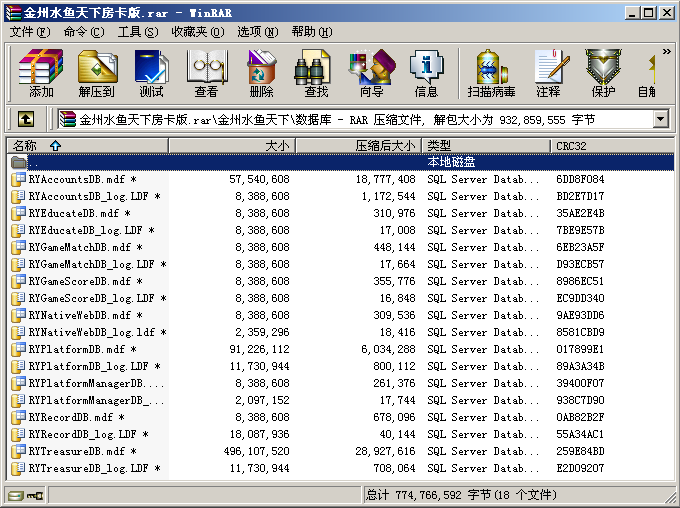 金州水鱼天下房卡版.rar - WinRAR
文件(F) 命令(C) 工具(S) 收藏夹(O) 选项(N) 帮助(H)
添加 解压到 测试 查看 删除 查找 向导 信息 扫描病毒 注释 保护 自解 »
金州水鱼天下房卡版.rar\金州水鱼天下\数据库 - RAR 压缩文件, 解包大小为 932,859,555 字节
名称 大小 压缩后大小 类型 CRC32
.. 本地磁盘
RYAccountsDB.mdf * 57,540,608 18,777,408 SQL Server Datab... 6DD8F084
RYAccountsDB_log.LDF * 8,388,608 1,172,544 SQL Server Datab... BD2E7D17
RYEducateDB.mdf * 8,388,608 310,976 SQL Server Datab... 35AE2E4B
RYEducateDB_log.LDF * 8,388,608 17,008 SQL Server Datab... 7BE9E57B
RYGameMatchDB.mdf * 8,388,608 448,144 SQL Server Datab... 6EB23A5F
RYGameMatchDB_log.LDF * 8,388,608 17,664 SQL Server Datab... D93ECB57
RYGameScoreDB.mdf * 8,388,608 355,776 SQL Server Datab... 8986EC51
RYGameScoreDB_log.LDF * 8,388,608 16,848 SQL Server Datab... EC9DD340
RYNativeWebDB.mdf * 8,388,608 309,536 SQL Server Datab... 9AE93DD6
RYNativeWebDB_log.ldf * 2,359,296 18,416 SQL Server Datab... 8581CBD9
RYPlatformDB.mdf * 91,226,112 6,034,288 SQL Server Datab... 017899E1
RYPlatformDB_log.LDF * 11,730,944 800,112 SQL Server Datab... 89A3A34B
RYPlatformManagerDB.... 8,388,608 261,376 SQL Server Datab... 39400F07
RYPlatformManagerDB_... 2,097,152 17,744 SQL Server Datab... 938C7D90
RYRecordDB.mdf * 8,388,608 678,096 SQL Server Datab... 0AB82B2F
RYRecordDB_log.LDF * 18,087,936 40,144 SQL Server Datab... 55A34AC1
RYTreasureDB.mdf * 496,107,520 28,927,616 SQL Server Datab... 259E84BD
RYTreasureDB_log.LDF * 11,730,944 708,064 SQL Server Datab... E2D09207
总计 774,766,592 字节(18 个文件)